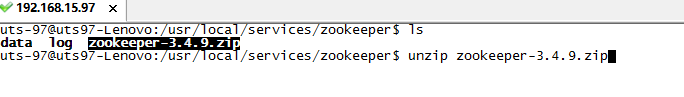 192.168.15.97
uts-97@uts97-Lenovo:/usr/local/services/zookeeper$ ls
data log zookeeper-3.4.9.zip
uts-97@uts97-Lenovo:/usr/local/services/zookeeper$ unzip zookeeper-3.4.9.zip